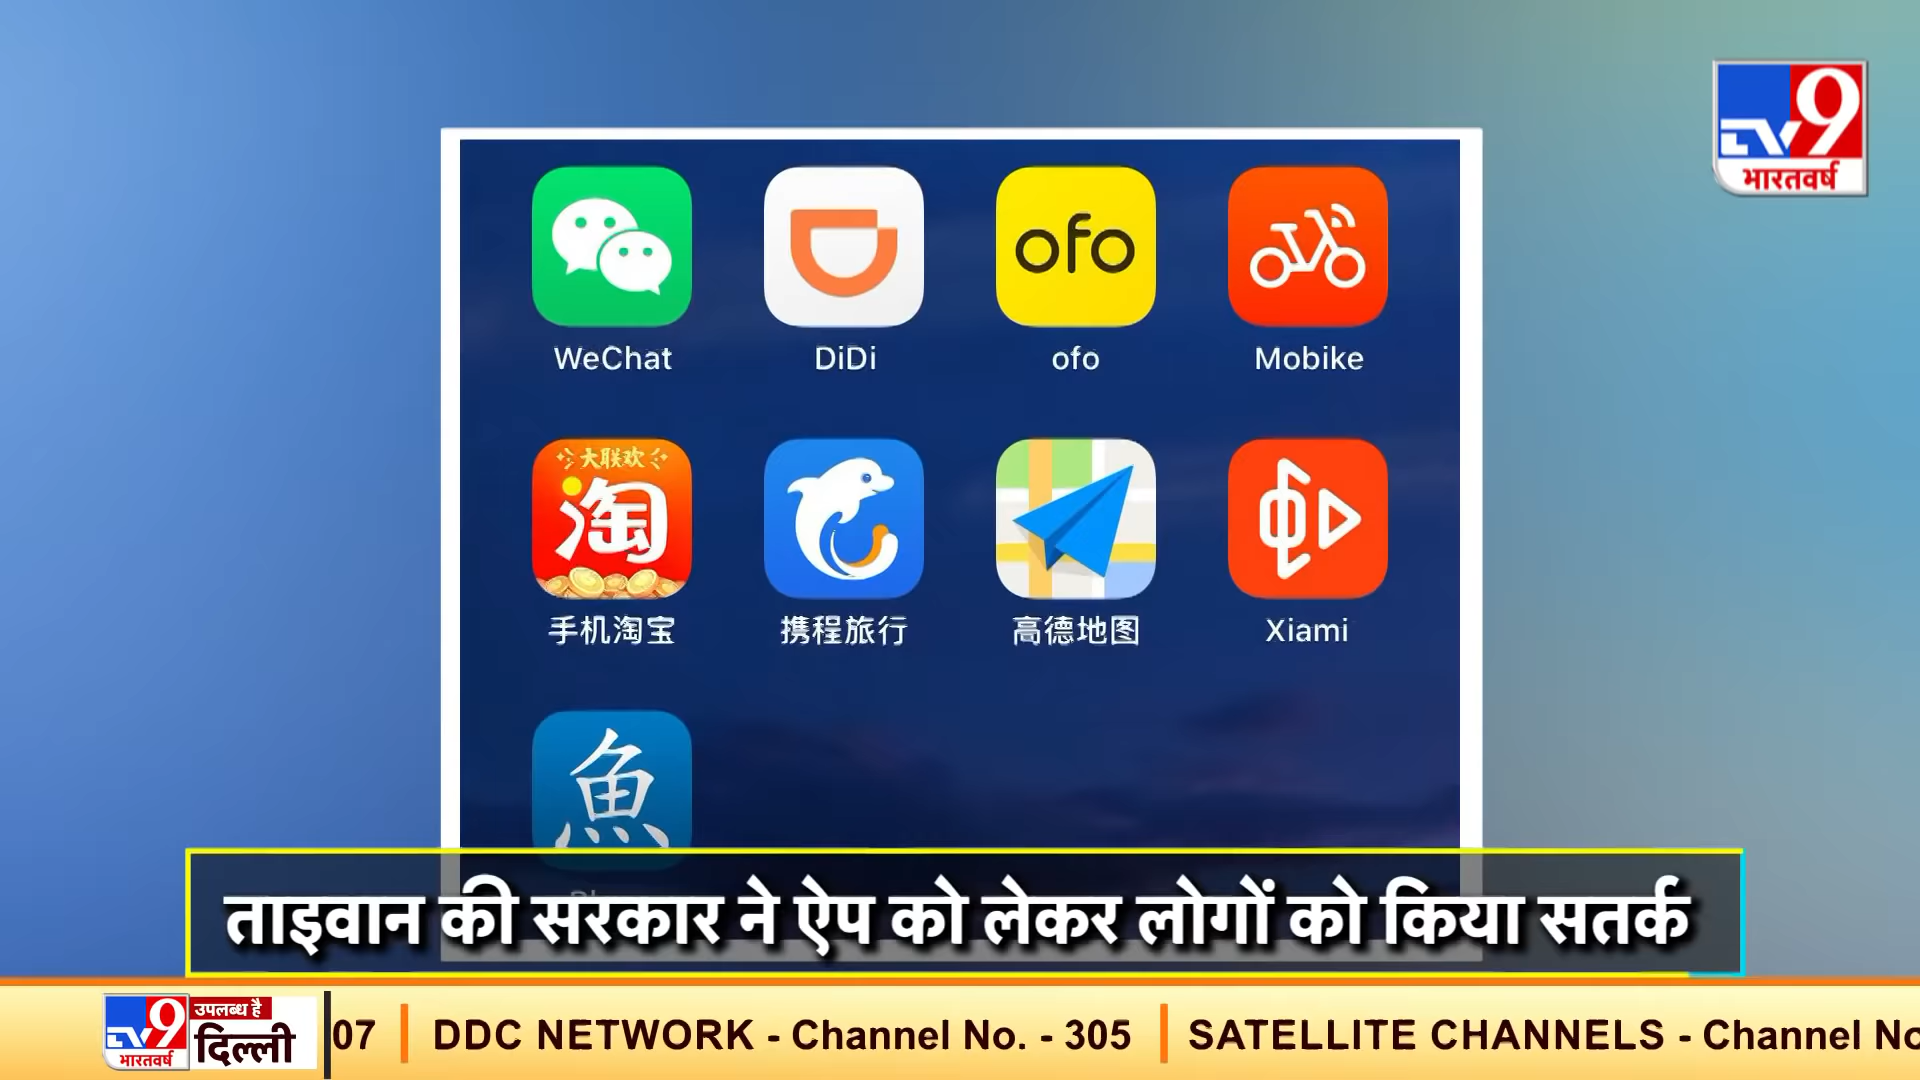 TV9
भारतवर्ष
ofo
WeChat
DiDi
ofo
Mobike
大联欢
淘
手机淘宝
携程旅行
高德地图
Xiami
魚
ताइवान की सरकार ने ऐप को लेकर लोगों को किया सतर्क
TV9
भारतवर्ष
उपलब्ध है
दिल्ली
07 | DDC NETWORK - Channel No. - 305 | SATELLITE CHANNELS - Channel No